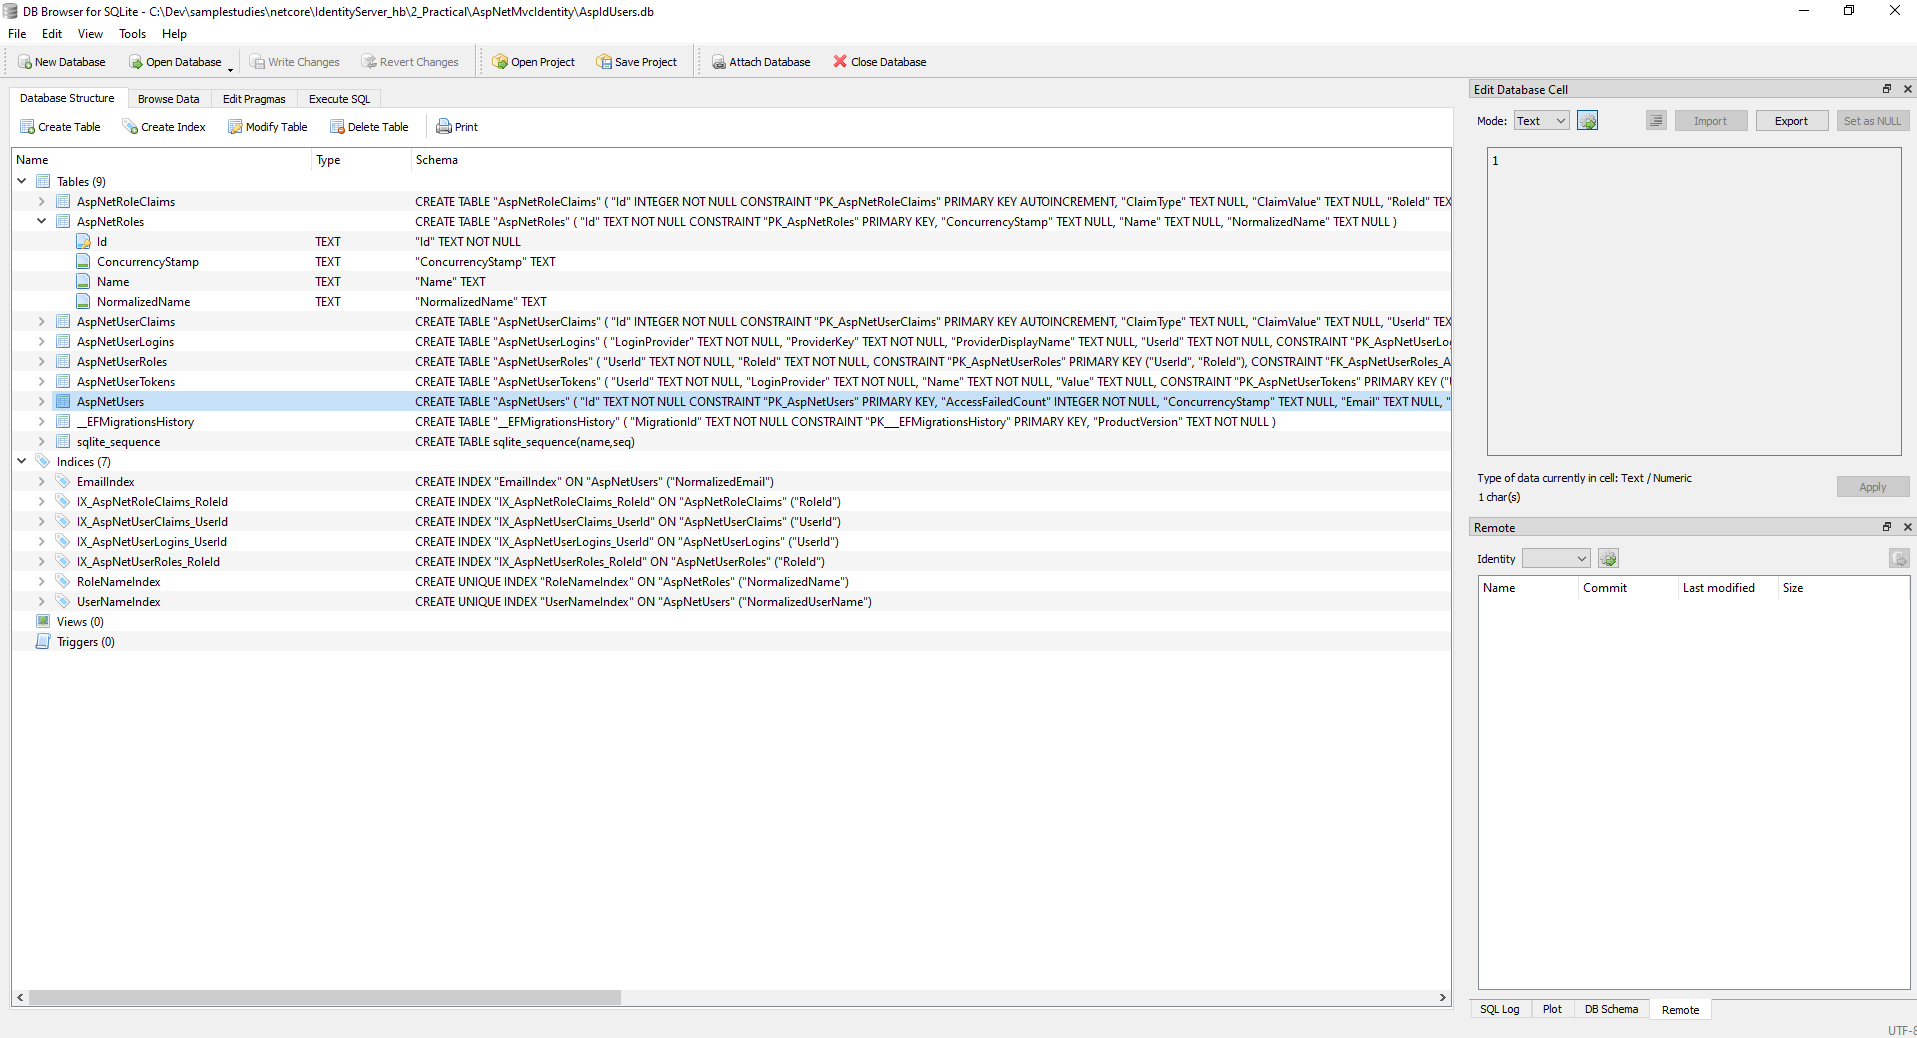 DB Browser for SQLite - C:\Dev\samplestudies\netcore\IdentityServer_hb\2_Practical\AspNetMvcIdentity\AspIdUsers.db
File Edit View Tools Help
New Database Open Database Write Changes Revert Changes Open Project Save Project Attach Database Close Database
Database Structure Browse Data Edit Pragmas Execute SQL
Create Table Create Index Modify Table Delete Table Print
Name Type Schema
Tables (9)
AspNetRoleClaims CREATE TABLE "AspNetRoleClaims" ( "Id" INTEGER NOT NULL CONSTRAINT "PK_AspNetRoleClaims" PRIMARY KEY AUTOINCREMENT, "ClaimType" TEXT NULL, "ClaimValue" TEXT NULL, "RoleId" TEX
AspNetRoles CREATE TABLE "AspNetRoles" ( "Id" TEXT NOT NULL CONSTRAINT "PK_AspNetRoles" PRIMARY KEY, "ConcurrencyStamp" TEXT NULL, "Name" TEXT NULL, "NormalizedName" TEXT NULL )
Id TEXT "Id" TEXT NOT NULL
ConcurrencyStamp TEXT "ConcurrencyStamp" TEXT
Name TEXT "Name" TEXT
NormalizedName TEXT "NormalizedName" TEXT
AspNetUserClaims CREATE TABLE "AspNetUserClaims" ( "Id" INTEGER NOT NULL CONSTRAINT "PK_AspNetUserClaims" PRIMARY KEY AUTOINCREMENT, "ClaimType" TEXT NULL, "ClaimValue" TEXT NULL, "UserId" TEX
AspNetUserLogins CREATE TABLE "AspNetUserLogins" ( "LoginProvider" TEXT NOT NULL, "ProviderKey" TEXT NOT NULL, "ProviderDisplayName" TEXT NULL, "UserId" TEXT NOT NULL, CONSTRAINT "PK_AspNetUserLog
AspNetUserRoles CREATE TABLE "AspNetUserRoles" ( "UserId" TEXT NOT NULL, "RoleId" TEXT NOT NULL, CONSTRAINT "PK_AspNetUserRoles" PRIMARY KEY ("UserId", "RoleId"), CONSTRAINT "FK_AspNetUserRoles_A
AspNetUserTokens CREATE TABLE "AspNetUserTokens" ( "UserId" TEXT NOT NULL, "LoginProvider" TEXT NOT NULL, "Name" TEXT NOT NULL, "Value" TEXT NULL, CONSTRAINT "PK_AspNetUserTokens" PRIMARY KEY ("U
AspNetUsers CREATE TABLE "AspNetUsers" ( "Id" TEXT NOT NULL CONSTRAINT "PK_AspNetUsers" PRIMARY KEY, "AccessFailedCount" INTEGER NOT NULL, "ConcurrencyStamp" TEXT NULL, "Email" TEXT NULL, "
__EFMigrationsHistory CREATE TABLE "__EFMigrationsHistory" ( "MigrationId" TEXT NOT NULL CONSTRAINT "PK___EFMigrationsHistory" PRIMARY KEY, "ProductVersion" TEXT NOT NULL )
sqlite_sequence CREATE TABLE sqlite_sequence(name,seq)
Indices (7)
EmailIndex CREATE INDEX "EmailIndex" ON "AspNetUsers" ("NormalizedEmail")
IX_AspNetRoleClaims_RoleId CREATE INDEX "IX_AspNetRoleClaims_RoleId" ON "AspNetRoleClaims" ("RoleId")
IX_AspNetUserClaims_UserId CREATE INDEX "IX_AspNetUserClaims_UserId" ON "AspNetUserClaims" ("UserId")
IX_AspNetUserLogins_UserId CREATE INDEX "IX_AspNetUserLogins_UserId" ON "AspNetUserLogins" ("UserId")
IX_AspNetUserRoles_RoleId CREATE INDEX "IX_AspNetUserRoles_RoleId" ON "AspNetUserRoles" ("RoleId")
RoleNameIndex CREATE UNIQUE INDEX "RoleNameIndex" ON "AspNetRoles" ("NormalizedName")
UserNameIndex CREATE UNIQUE INDEX "UserNameIndex" ON "AspNetUsers" ("NormalizedUserName")
Views (0)
Triggers (0)
Edit Database Cell
Mode: Text Import Export Set as NULL
1
Type of data currently in cell: Text / Numeric
1 char(s)
Apply
Remote
Identity
Name Commit Last modified Size
SQL Log Plot DB Schema Remote
UTF-8